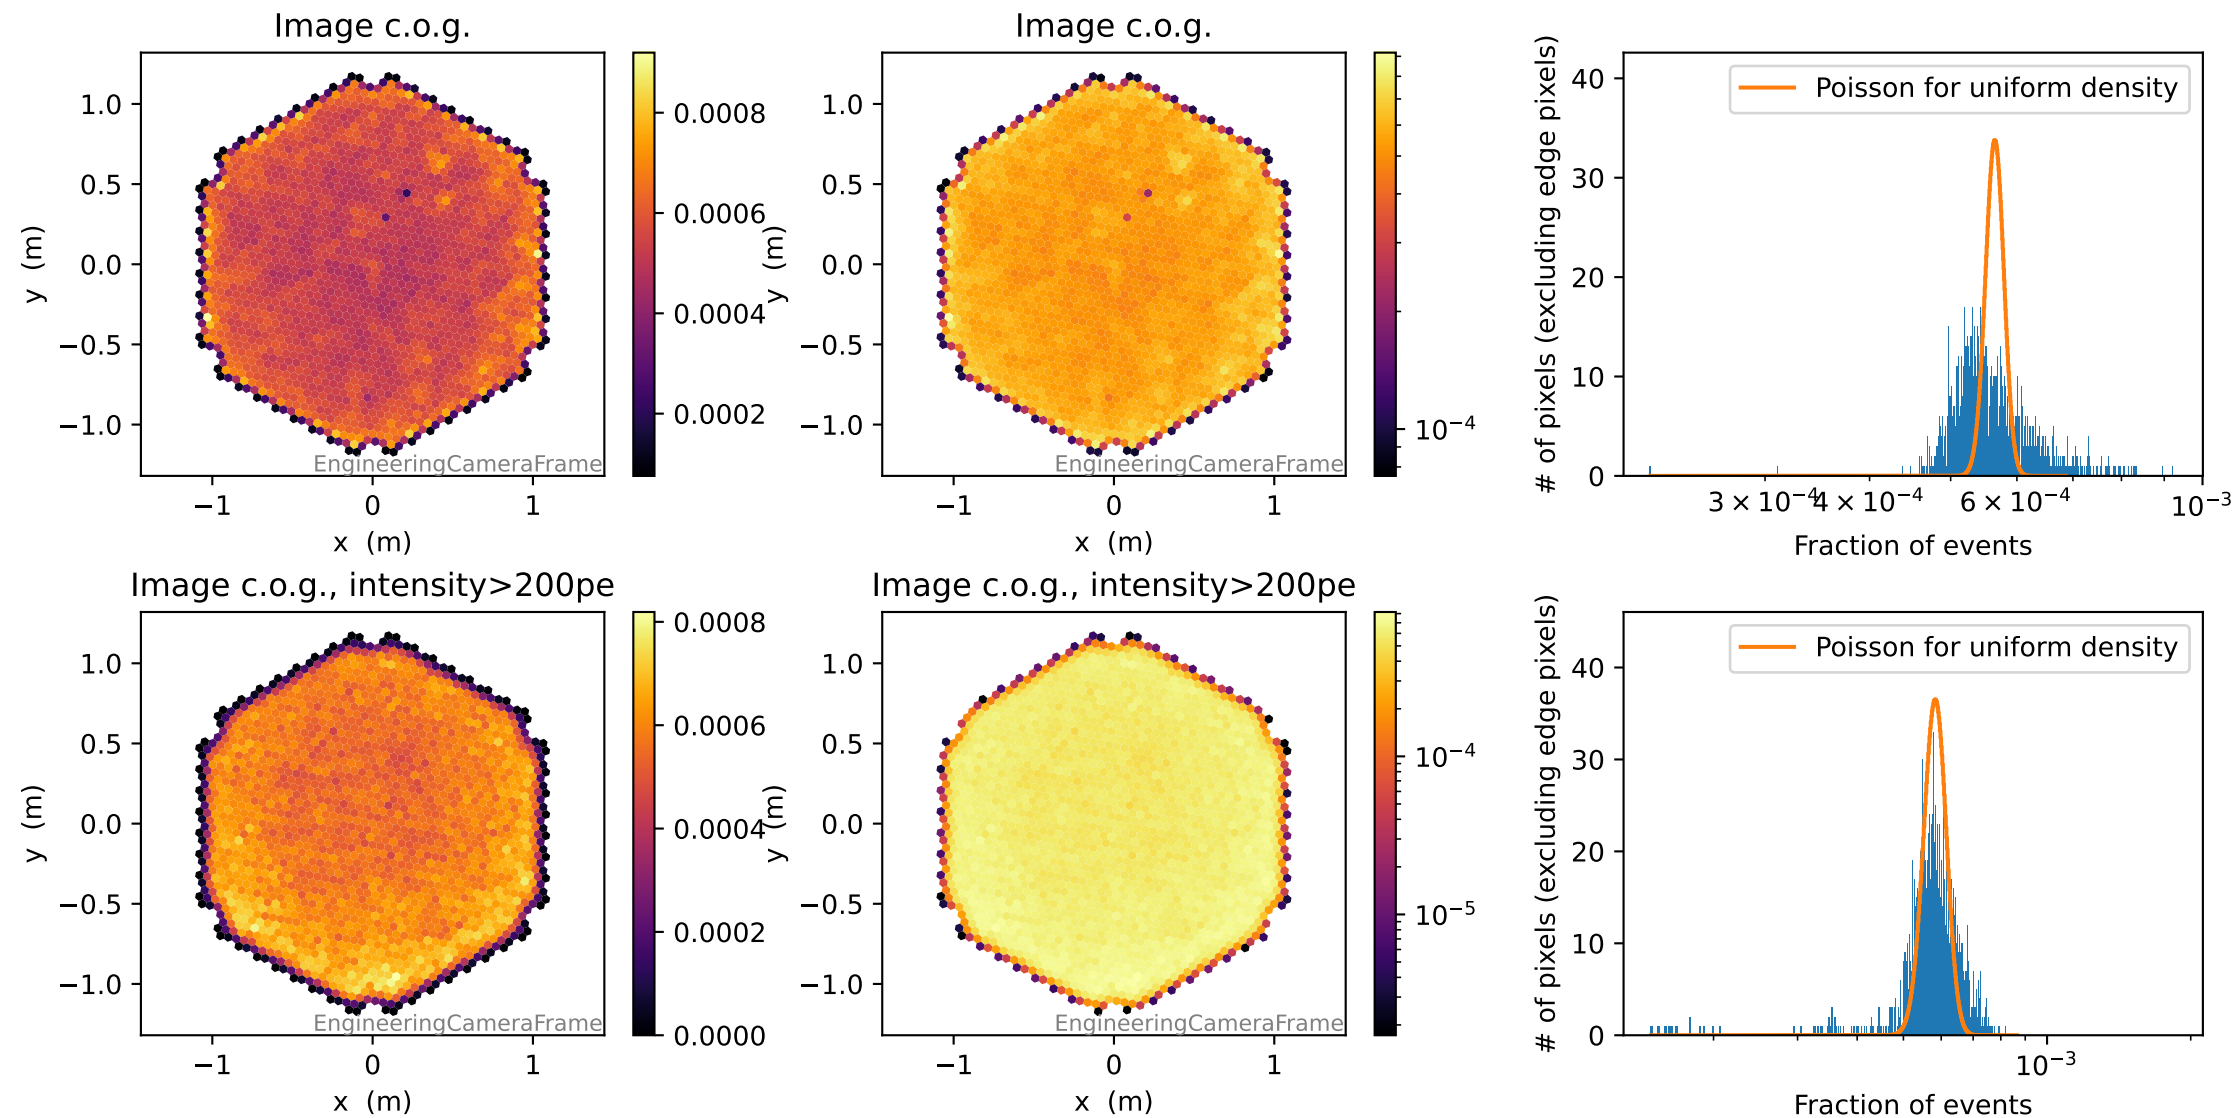 Image c.o.g.
y (m)
1.0
0.5
0.0
−0.5
−1.0
−1
0
1
x (m)
EngineeringCameraFrame
0.0008
0.0006
0.0004
0.0002
Image c.o.g.
y (m)
1.0
0.5
0.0
−0.5
−1.0
−1
0
1
x (m)
EngineeringCameraFrame
10⁻⁴
# of pixels (excluding edge pixels)
40
30
20
10
0
Poisson for uniform density
3 × 10⁻⁴
4 × 10⁻⁴
6 × 10⁻⁴
10⁻³
Fraction of events
Image c.o.g., intensity>200pe
y (m)
1.0
0.5
0.0
−0.5
−1.0
−1
0
1
x (m)
EngineeringCameraFrame
0.0008
0.0006
0.0004
0.0002
0.0000
Image c.o.g., intensity>200pe
y (m)
1.0
0.5
0.0
−0.5
−1.0
−1
0
1
x (m)
EngineeringCameraFrame
10⁻⁴
10⁻⁵
# of pixels (excluding edge pixels)
40
30
20
10
0
Poisson for uniform density
10⁻³
Fraction of events